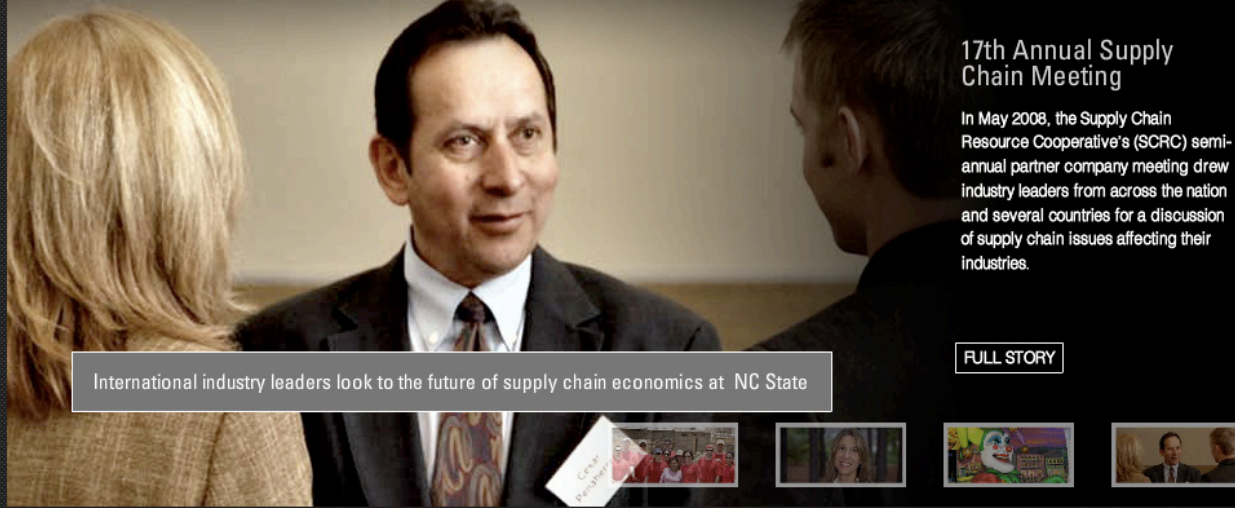 17th Annual Supply
Chain Meeting
In May 2008, the Supply Chain
Resource Cooperative's (SCRC) semi-
annual partner company meeting drew
industry leaders from across the nation
and several countries for a discussion
of supply chain issues affecting their
industries.
FULL STORY
International industry leaders look to the future of supply chain economics at NC State
Cesar